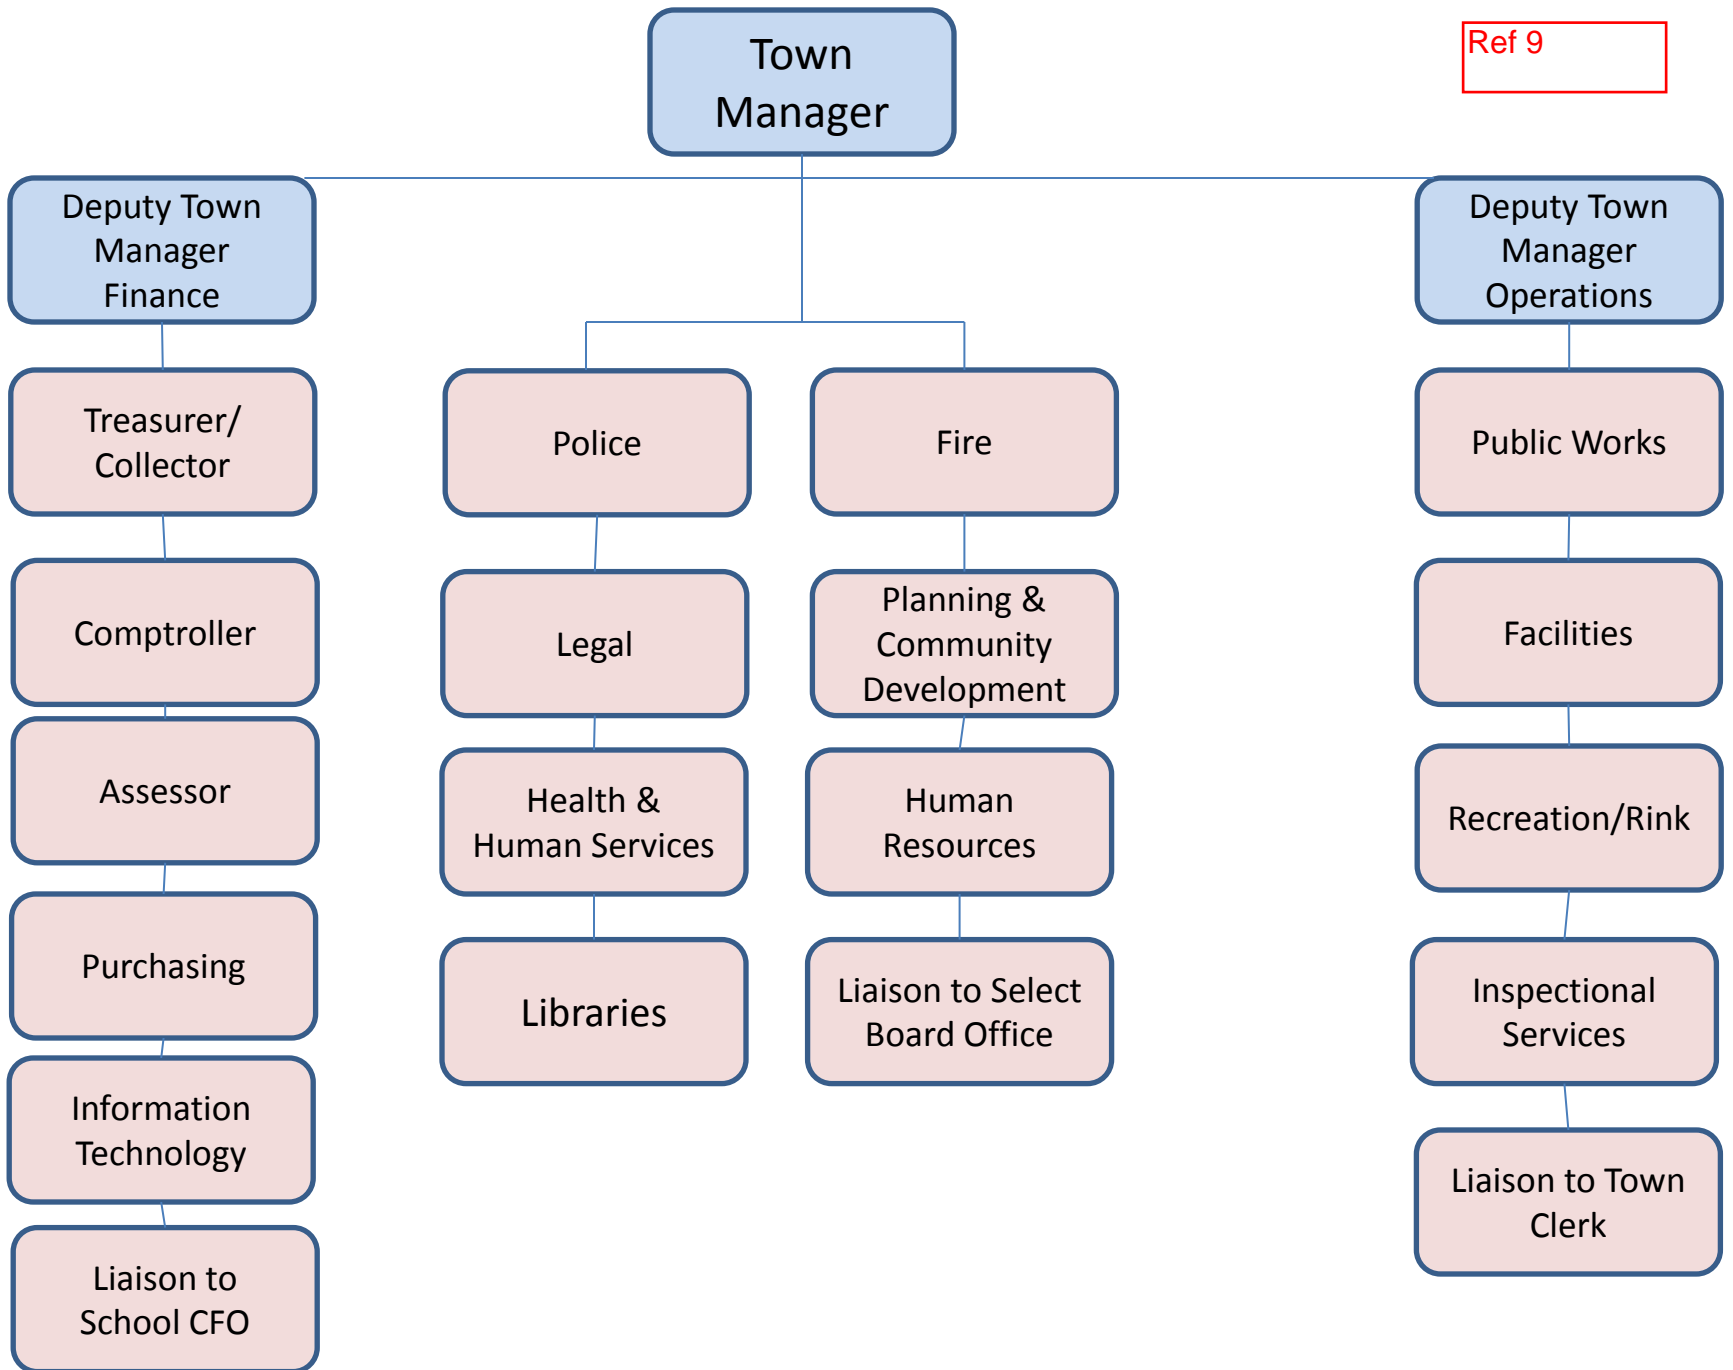 Town
Manager
Ref 9
Deputy Town
Manager
Finance
Deputy Town
Manager
Operations
Treasurer/
Collector
Police
Fire
Public Works
Comptroller
Legal
Planning &
Community
Development
Facilities
Assessor
Health &
Human Services
Human
Resources
Recreation/Rink
Purchasing
Libraries
Liaison to Select
Board Office
Inspectional
Services
Information
Technology
Liaison to Town
Clerk
Liaison to
School CFO